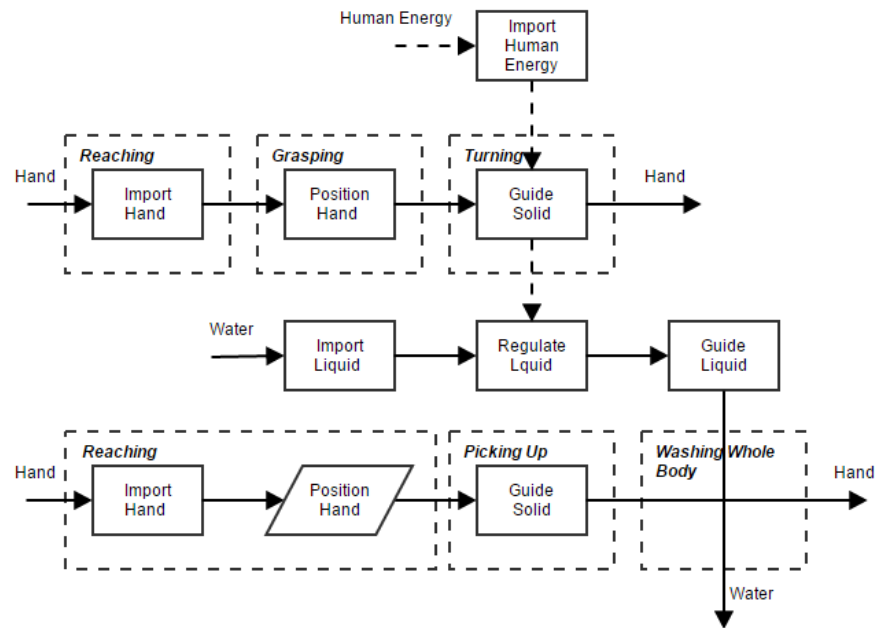 Human Energy
Import
Human
Energy
Reaching
Grasping
Turning
Hand
Import
Hand
Position
Hand
Guide
Solid
Hand
Water
Import
Liquid
Regulate
Lquid
Guide
Liquid
Reaching
Picking Up
Washing Whole
Body
Hand
Import
Hand
Position
Hand
Guide
Solid
Hand
Water